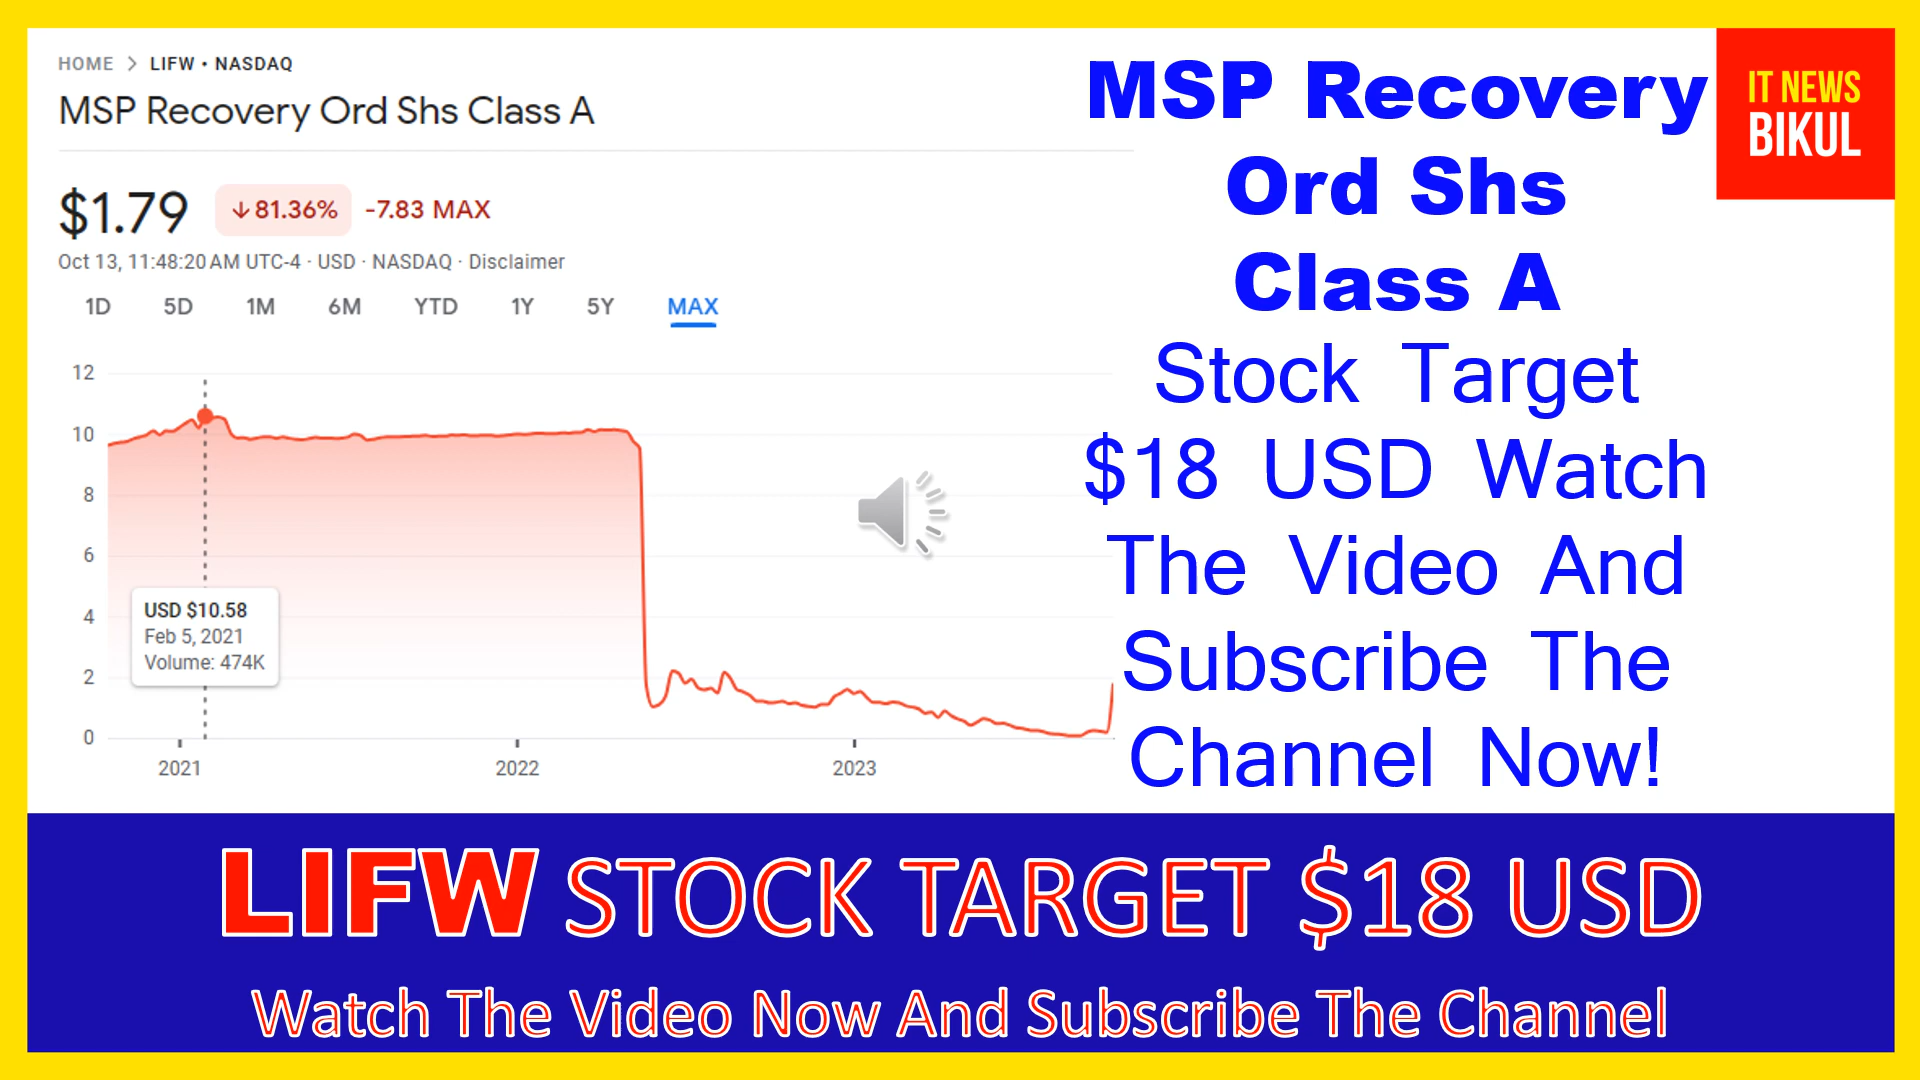 HOME > LIFW • NASDAQ
MSP Recovery Ord Shs Class A
$1.79 ↓81.36% -7.83 MAX
Oct 13, 11:48:20 AM UTC-4 · USD · NASDAQ · Disclaimer
1D 5D 1M 6M YTD 1Y 5Y MAX
12
10
8
6
4
2
0
USD $10.58
Feb 5, 2021
Volume: 474K
2021 2022 2023
MSP Recovery
Ord Shs
Class A
Stock Target
$18 USD Watch
The Video And
Subscribe The
Channel Now!
IT NEWS
BIKUL
LIFW STOCK TARGET $18 USD
Watch The Video Now And Subscribe The Channel